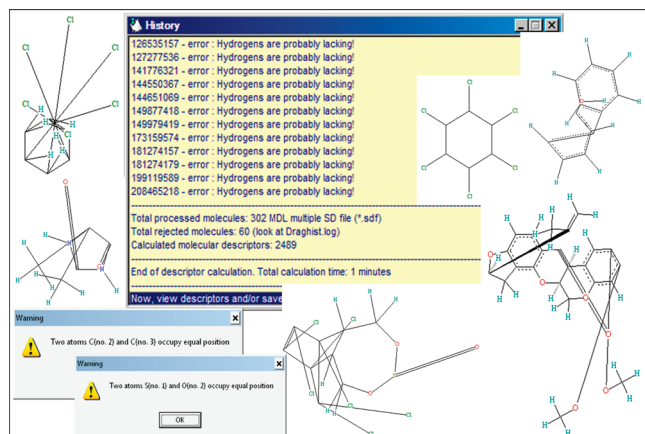 History
126535157 - error : Hydrogens are probably lacking!
127277536 - error : Hydrogens are probably lacking!
141776321 - error : Hydrogens are probably lacking!
144550367 - error : Hydrogens are probably lacking!
144651069 - error : Hydrogens are probably lacking!
149877418 - error : Hydrogens are probably lacking!
149979419 - error : Hydrogens are probably lacking!
173159574 - error : Hydrogens are probably lacking!
181274157 - error : Hydrogens are probably lacking!
181274179 - error : Hydrogens are probably lacking!
199119589 - error : Hydrogens are probably lacking!
208465218 - error : Hydrogens are probably lacking!
Total processed molecules: 302 MDL multiple SD file (*.sdf)
Total rejected molecules: 60 (look at Draghist.log)
Calculated molecular descriptors: 2489
End of descriptor calculation. Total calculation time: 1 minutes
Now, view descriptors and/or save
Warning
Two atoms C(no. 2) and C(no. 3) occupy equal position
Warning
Two atoms S(no. 1) and O(no. 2) occupy equal position
OK